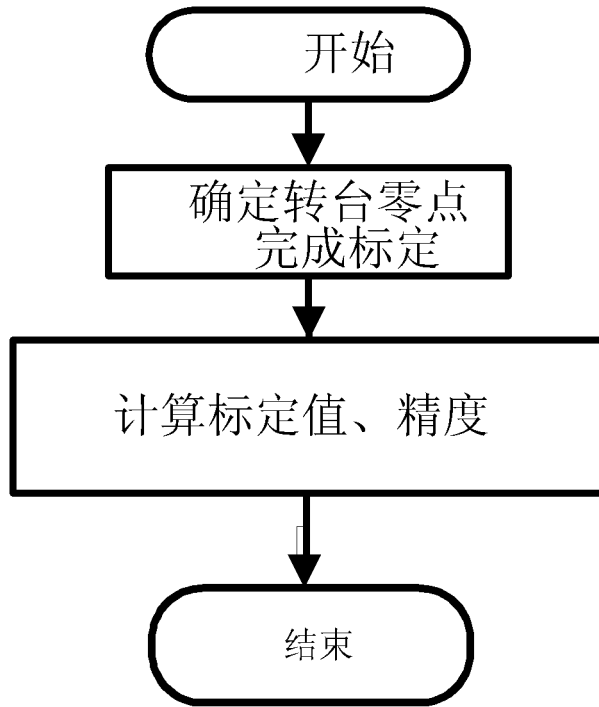 开始
确定转台零点
完成标定
计算标定值、精度
结束